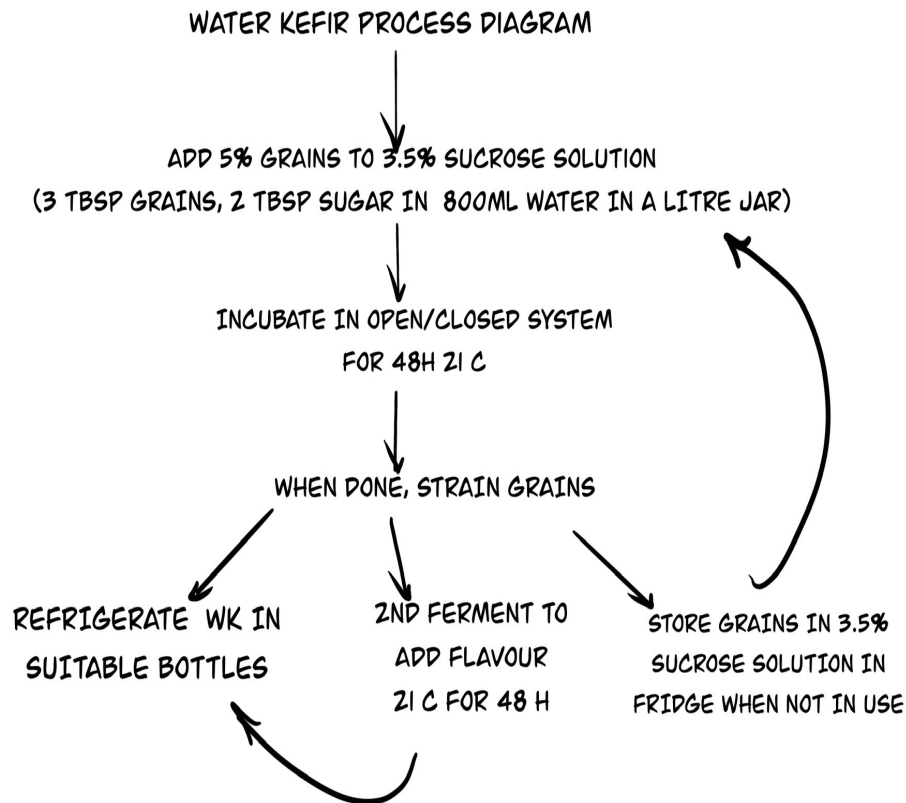 WATER KEFIR PROCESS DIAGRAM
ADD 5% GRAINS TO 3.5% SUCROSE SOLUTION
(3 TBSP GRAINS, 2 TBSP SUGAR IN 800ML WATER IN A LITRE JAR)
INCUBATE IN OPEN/CLOSED SYSTEM
FOR 48H 21 C
WHEN DONE, STRAIN GRAINS
REFRIGERATE WK IN
SUITABLE BOTTLES
2ND FERMENT TO
ADD FLAVOUR
21 C FOR 48 H
STORE GRAINS IN 3.5%
SUCROSE SOLUTION IN
FRIDGE WHEN NOT IN USE